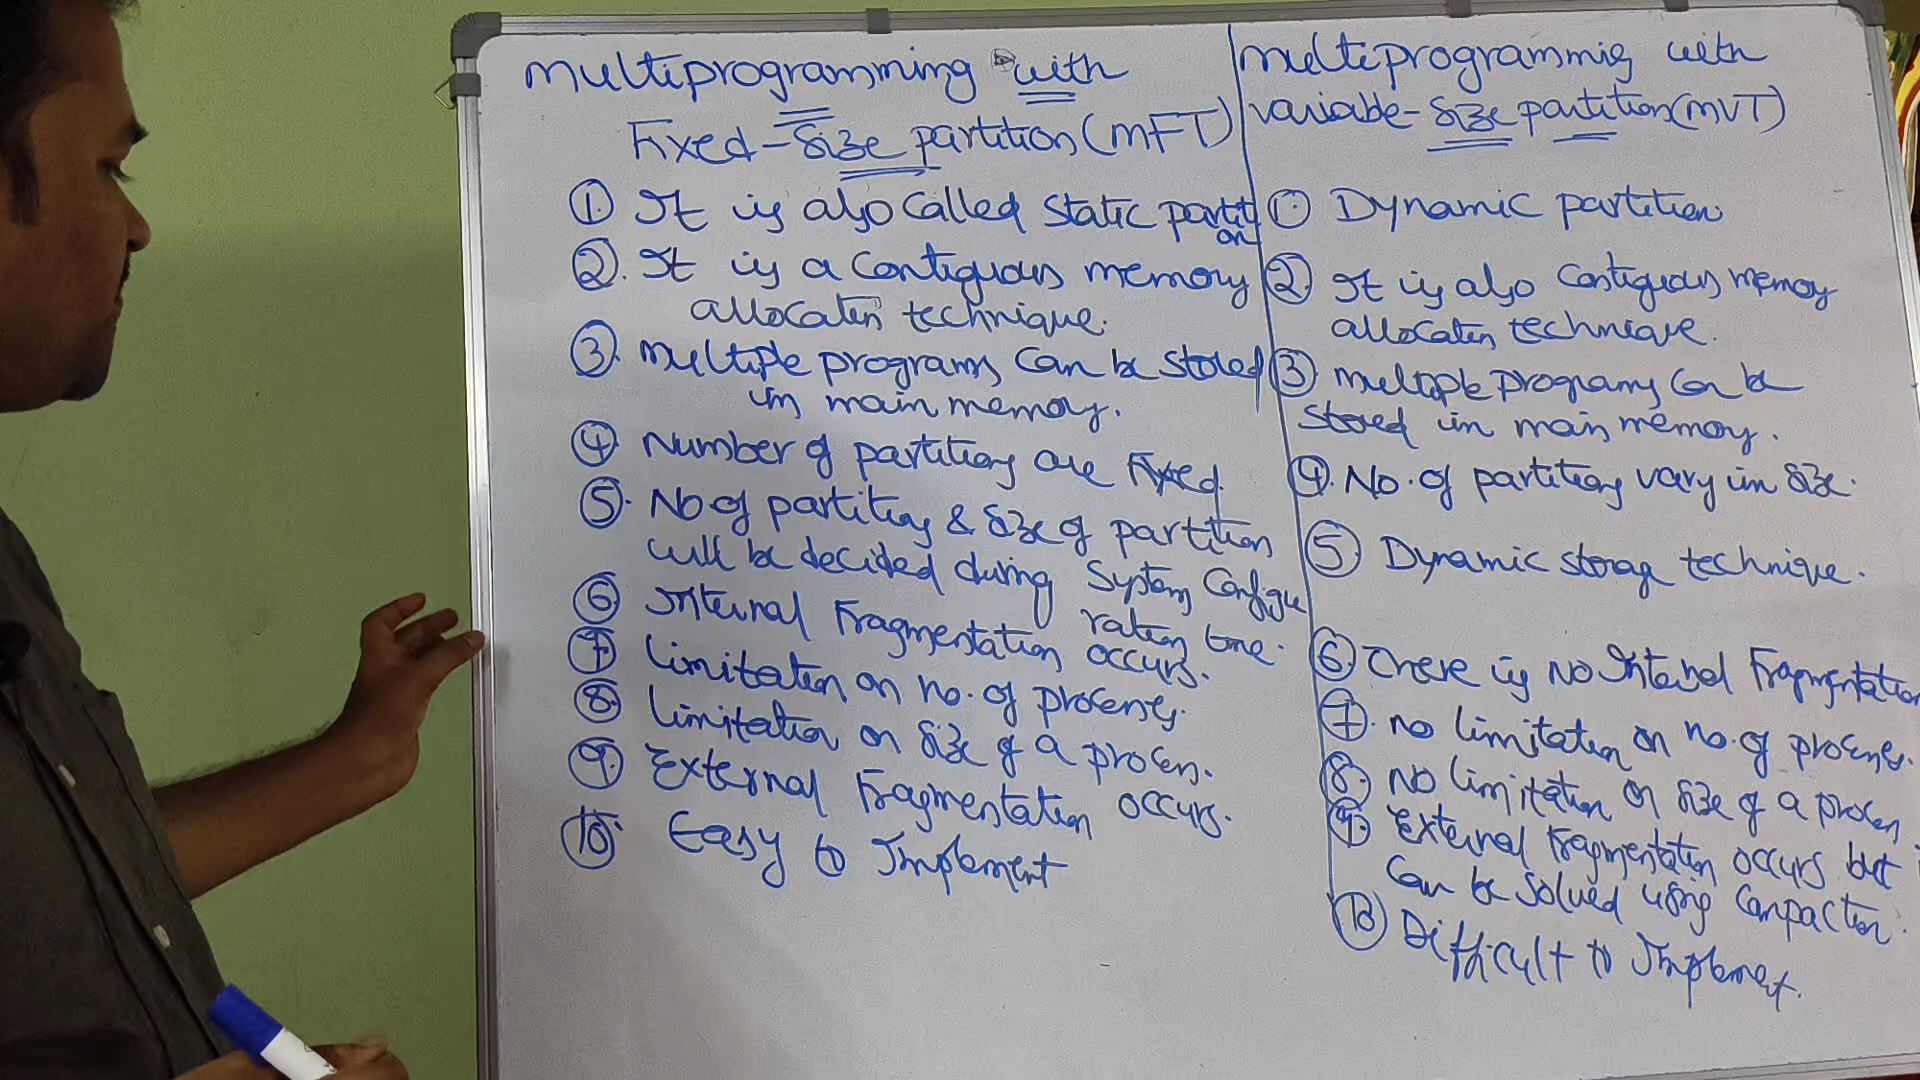 multiprogramming with
Fixed-size partition (MFT)
① It is also called static partiti
on
②. It is a contiguous memory
allocation technique.
③. Multiple programs can be stored
in main memory.
④. Number of partitions are Fixed
⑤. No of partitions & size of partition
will be decided during System Configu
ration time.
⑥ Internal Fragmentation occurs.
⑦ Limitation on no. of processes.
⑧. Limitation on size of a process.
⑨. External Fragmentation occurs.
⑩. Easy to Implement
multiprogramming with
variable-size partition (MVT)
① Dynamic partition
② It is also contiguous memory
allocation technique.
③ multiple programs can be
stored in main memory.
④. No. of partitions vary in size.
⑤ Dynamic storage technique.
⑥ There is no Internal Fragmentation
⑦. no limitation on no. of processes.
⑧. No limitation on size of a process
⑨. External Fragmentation occurs but
can be solved using compaction.
⑩ Difficult to Implement.